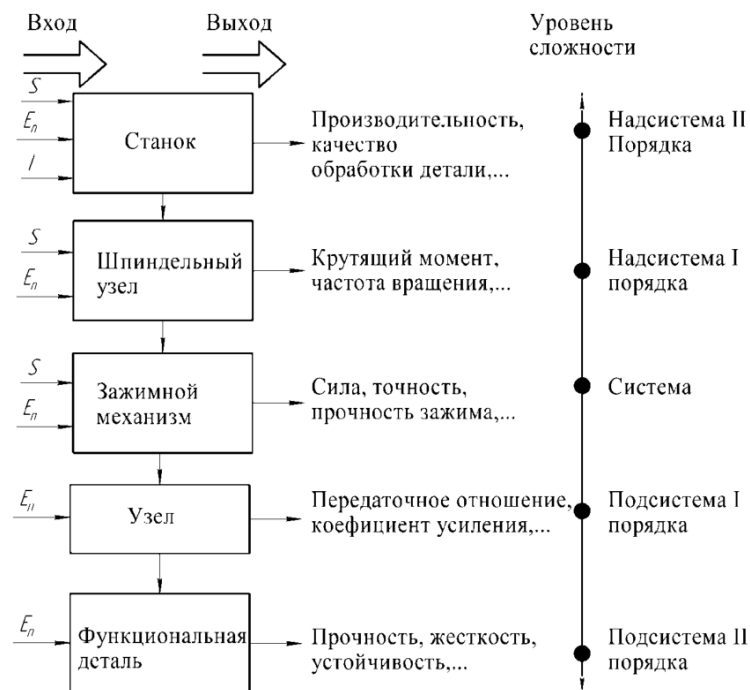 Вход
Выход
Уровень
сложности
S
Eп
I
Станок
Производительность,
качество
обработки детали,...
Надсистема II
Порядка
S
Eп
Шпиндельный
узел
Крутящий момент,
частота вращения,...
Надсистема I
порядка
S
Eп
Зажимной
механизм
Сила, точность,
прочность зажима,...
Система
Eп
Узел
Передаточное отношение,
коефициент усиления,...
Подсистема I
порядка
Eп
Функциональная
деталь
Прочность, жесткость,
устойчивость,...
Подсистема II
порядка